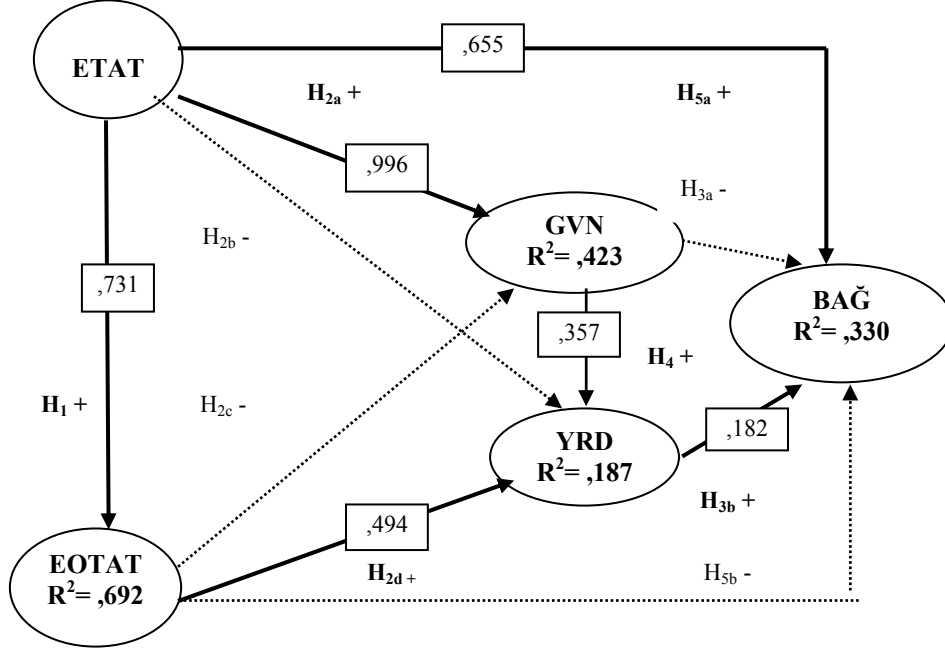 ,655
ETAT
H2a +
H5a +
,996
H3a -
GVN
R²= ,423
H2b -
,731
BAĞ
R²= ,330
,357
H4 +
H1 +
H2c -
,182
YRD
R²= ,187
H3b +
,494
EOTAT
R²= ,692
H2d +
H5b -